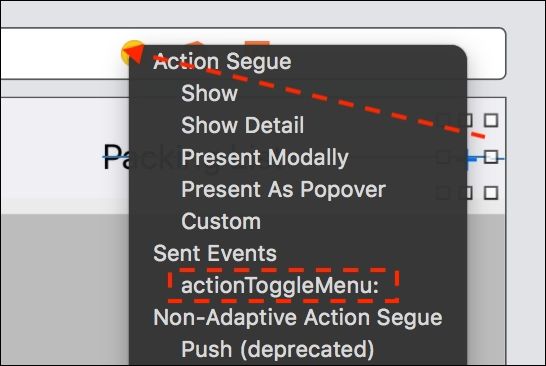 Action Segue
Show
Show Detail
Present Modally
Present As Popover
Custom
Sent Events
actionToggleMenu:
Non-Adaptive Action Segue
Push (deprecated)